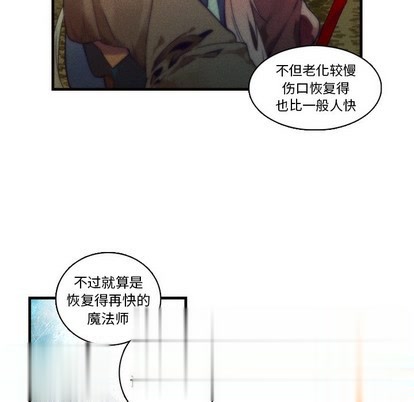 不但老化较慢
伤口恢复得
也比一般人快
不过就算是
恢复得再快的
魔法师